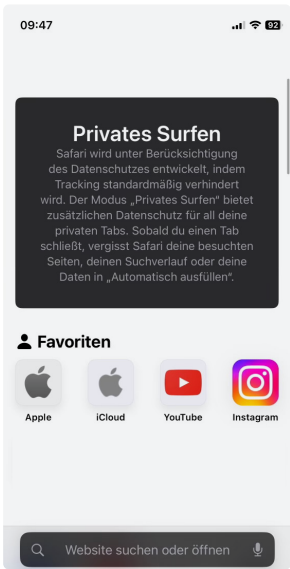 09:47
92
Privates Surfen
Safari wird unter Berücksichtigung
des Datenschutzes entwickelt, indem
Tracking standardmäßig verhindert
wird. Der Modus „Privates Surfen“ bietet
zusätzlichen Datenschutz für all deine
privaten Tabs. Sobald du einen Tab
schließt, vergisst Safari deine besuchten
Seiten, deinen Suchverlauf oder deine
Daten in „Automatisch ausfüllen“.
Favoriten
Apple iCloud YouTube Instagram
Website suchen oder öffnen